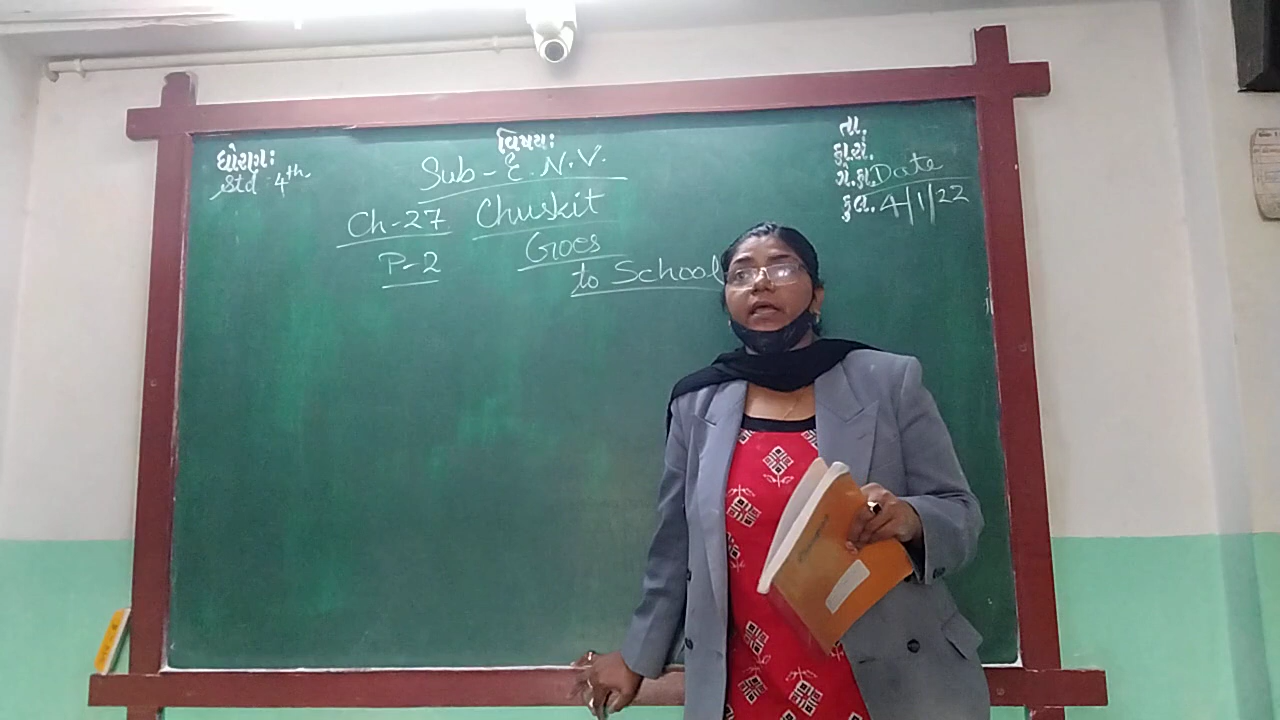 ધોરણઃ
Std 4th
વિષયઃ
Sub - E.N.V.
Ch-27 Chuskit
Goes
P-2
to School
તા.
ક્રા.સં.
ગે.ક્રા. Date
કુલ. 4/1/22